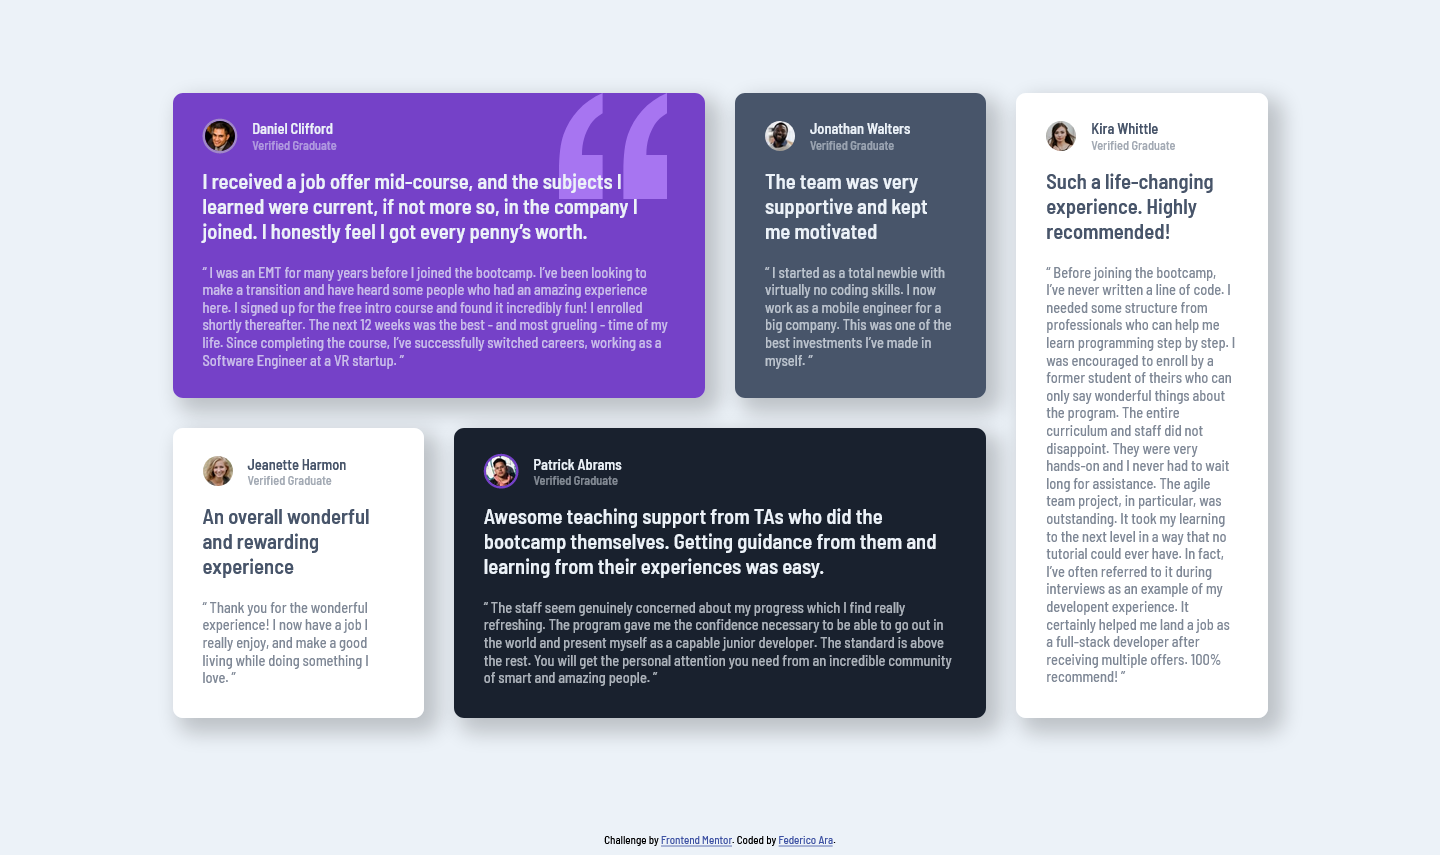 Daniel Clifford
Verified Graduate
I received a job offer mid-course, and the subjects I
learned were current, if not more so, in the company I
joined. I honestly feel I got every penny’s worth.
“ I was an EMT for many years before I joined the bootcamp. I’ve been looking to
make a transition and have heard some people who had an amazing experience
here. I signed up for the free intro course and found it incredibly fun! I enrolled
shortly thereafter. The next 12 weeks was the best - and most grueling - time of my
life. Since completing the course, I’ve successfully switched careers, working as a
Software Engineer at a VR startup. ”
Jonathan Walters
Verified Graduate
The team was very
supportive and kept
me motivated
“ I started as a total newbie with
virtually no coding skills. I now
work as a mobile engineer for a
big company. This was one of the
best investments I’ve made in
myself. ”
Kira Whittle
Verified Graduate
Such a life-changing
experience. Highly
recommended!
“ Before joining the bootcamp,
I’ve never written a line of code. I
needed some structure from
professionals who can help me
learn programming step by step. I
was encouraged to enroll by a
former student of theirs who can
only say wonderful things about
the program. The entire
curriculum and staff did not
disappoint. They were very
hands-on and I never had to wait
long for assistance. The agile
team project, in particular, was
outstanding. It took my learning
to the next level in a way that no
tutorial could ever have. In fact,
I’ve often referred to it during
interviews as an example of my
developent experience. It
certainly helped me land a job as
a full-stack developer after
receiving multiple offers. 100%
recommend! ”
Jeanette Harmon
Verified Graduate
An overall wonderful
and rewarding
experience
“ Thank you for the wonderful
experience! I now have a job I
really enjoy, and make a good
living while doing something I
love. ”
Patrick Abrams
Verified Graduate
Awesome teaching support from TAs who did the
bootcamp themselves. Getting guidance from them and
learning from their experiences was easy.
“ The staff seem genuinely concerned about my progress which I find really
refreshing. The program gave me the confidence necessary to be able to go out in
the world and present myself as a capable junior developer. The standard is above
the rest. You will get the personal attention you need from an incredible community
of smart and amazing people. ”
Challenge by Frontend Mentor. Coded by Federico Ara.